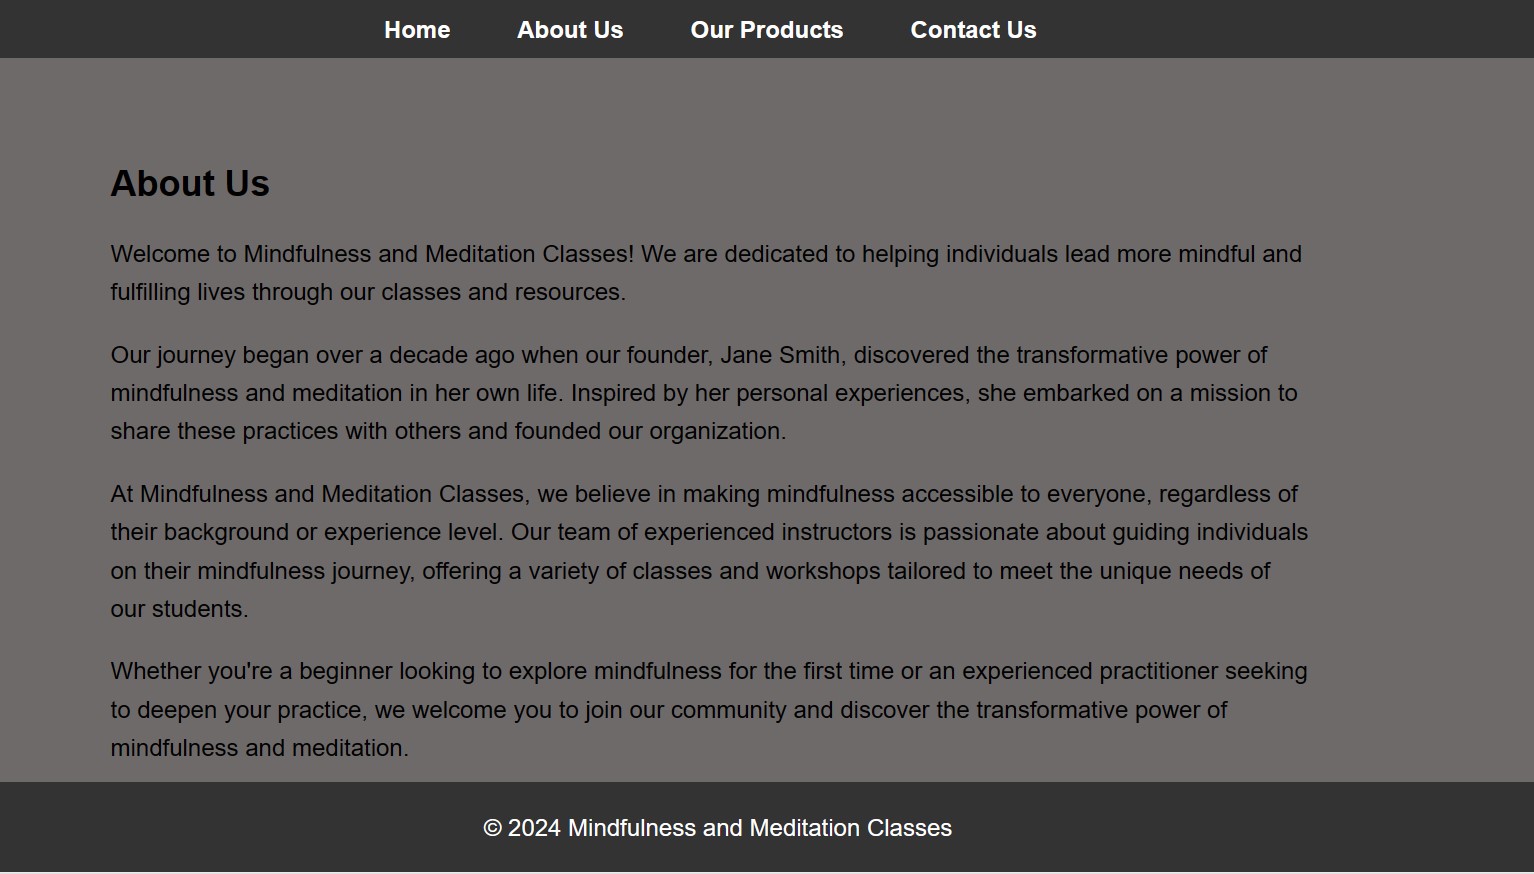 Home About Us Our Products Contact Us
About Us
Welcome to Mindfulness and Meditation Classes! We are dedicated to helping individuals lead more mindful and
fulfilling lives through our classes and resources.
Our journey began over a decade ago when our founder, Jane Smith, discovered the transformative power of
mindfulness and meditation in her own life. Inspired by her personal experiences, she embarked on a mission to
share these practices with others and founded our organization.
At Mindfulness and Meditation Classes, we believe in making mindfulness accessible to everyone, regardless of
their background or experience level. Our team of experienced instructors is passionate about guiding individuals
on their mindfulness journey, offering a variety of classes and workshops tailored to meet the unique needs of
our students.
Whether you're a beginner looking to explore mindfulness for the first time or an experienced practitioner seeking
to deepen your practice, we welcome you to join our community and discover the transformative power of
mindfulness and meditation.
© 2024 Mindfulness and Meditation Classes